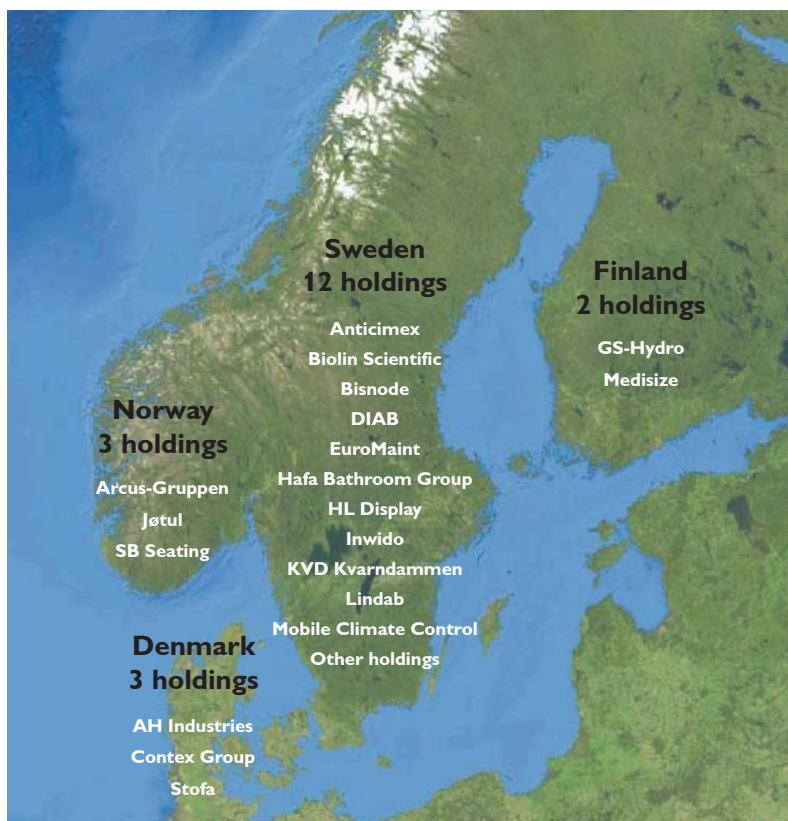 Sweden
12 holdings
Anticimex
Biolin Scientific
Bisnode
DIAB
EuroMaint
Hafa Bathroom Group
HL Display
Inwido
KVD Kvarndammen
Lindab
Mobile Climate Control
Other holdings
Finland
2 holdings
GS-Hydro
Medisize
Norway
3 holdings
Arcus-Gruppen
Jøtul
SB Seating
Denmark
3 holdings
AH Industries
Contex Group
Stofa